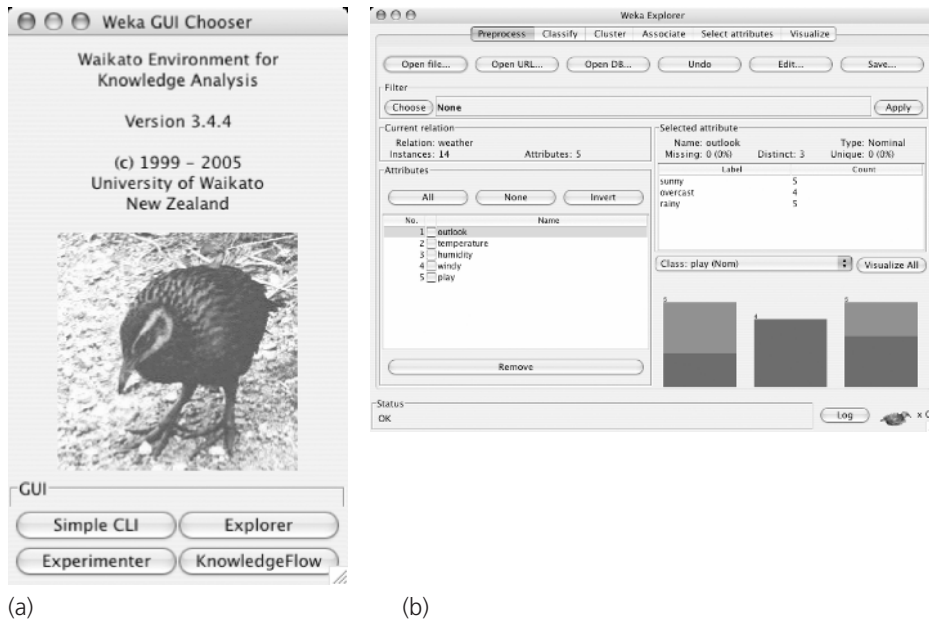 Weka GUI Chooser
Waikato Environment for
Knowledge Analysis
Version 3.4.4
(c) 1999 - 2005
University of Waikato
New Zealand
GUI
Simple CLI Explorer
Experimenter KnowledgeFlow
(a)
Weka Explorer
Preprocess Classify Cluster Associate Select attributes Visualize
Open file... Open URL... Open DB... Undo Edit... Save...
Filter
Choose None Apply
Current relation
Relation: weather
Instances: 14 Attributes: 5
Attributes
All None Invert
No. Name
1 outlook
2 temperature
3 humidity
4 windy
5 play
Remove
Selected attribute
Name: outlook Type: Nominal
Missing: 0 (0%) Distinct: 3 Unique: 0 (0%)
Label Count
sunny 5
overcast 4
rainy 5
Class: play (Nom) Visualize All
5 4 5
Status
OK Log x
(b)